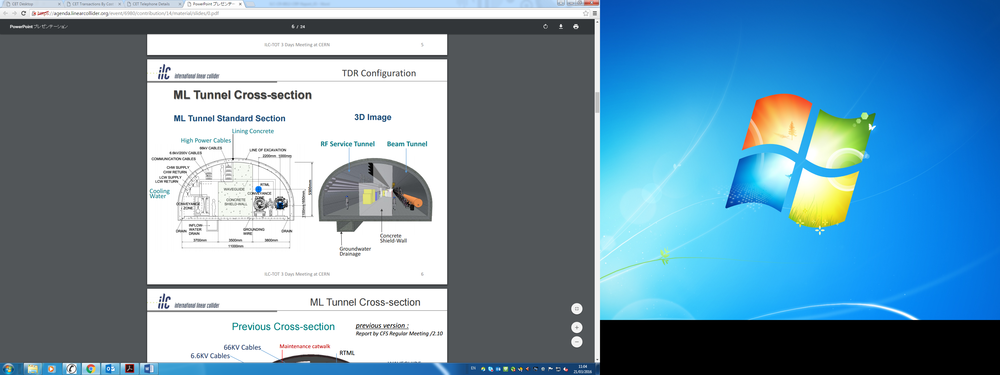 CET Desktop
CET Transactions By Cost
CET Telephone Details
PowerPoint プレゼンテー
https://agenda.linearcollider.org/event/6980/contribution/14/material/slides/0.pdf
PowerPoint プレゼンテーション
6 / 24
ILC-TOT 3 Days Meeting at CERN
5
ilc
international linear collider
TDR Configuration
ML Tunnel Cross-section
ML Tunnel Standard Section
3D Image
Lining Concrete
High Power Cables
66kV CABLES
6.6kV/200V CABLES
COMMUNICATION CABLES
LINE OF EXCAVATION
2200mm
1000mm
CHW SUPPLY
CHW RETURN
LCW SUPPLY
LCW RETURN
Cooling
Water
WAVEGUIDE
RTML
CONVEYANCE
ZONE
CONCRETE
SHIELD-WALL
CONVEYANCE
ZONE
5500mm
1650mm
1100mm
DRAIN
INFLOW-
WATER
DRAIN
GROUNDING
WIRE
DRAIN
3700mm
3500mm
3800mm
11000mm
RF Service Tunnel
Beam Tunnel
Concrete
Shield-Wall
Groundwater
Drainage
ILC-TOT 3 Days Meeting at CERN
6
ilc
international linear collider
ML Tunnel Cross-section
Previous Cross-section
previous version :
Report by CFS Regular Meeting /2.10
66KV Cables
Maintenance catwalk
6.6KV Cables
RTML
WAVEGUIDE
EN
11:04
21/03/2016